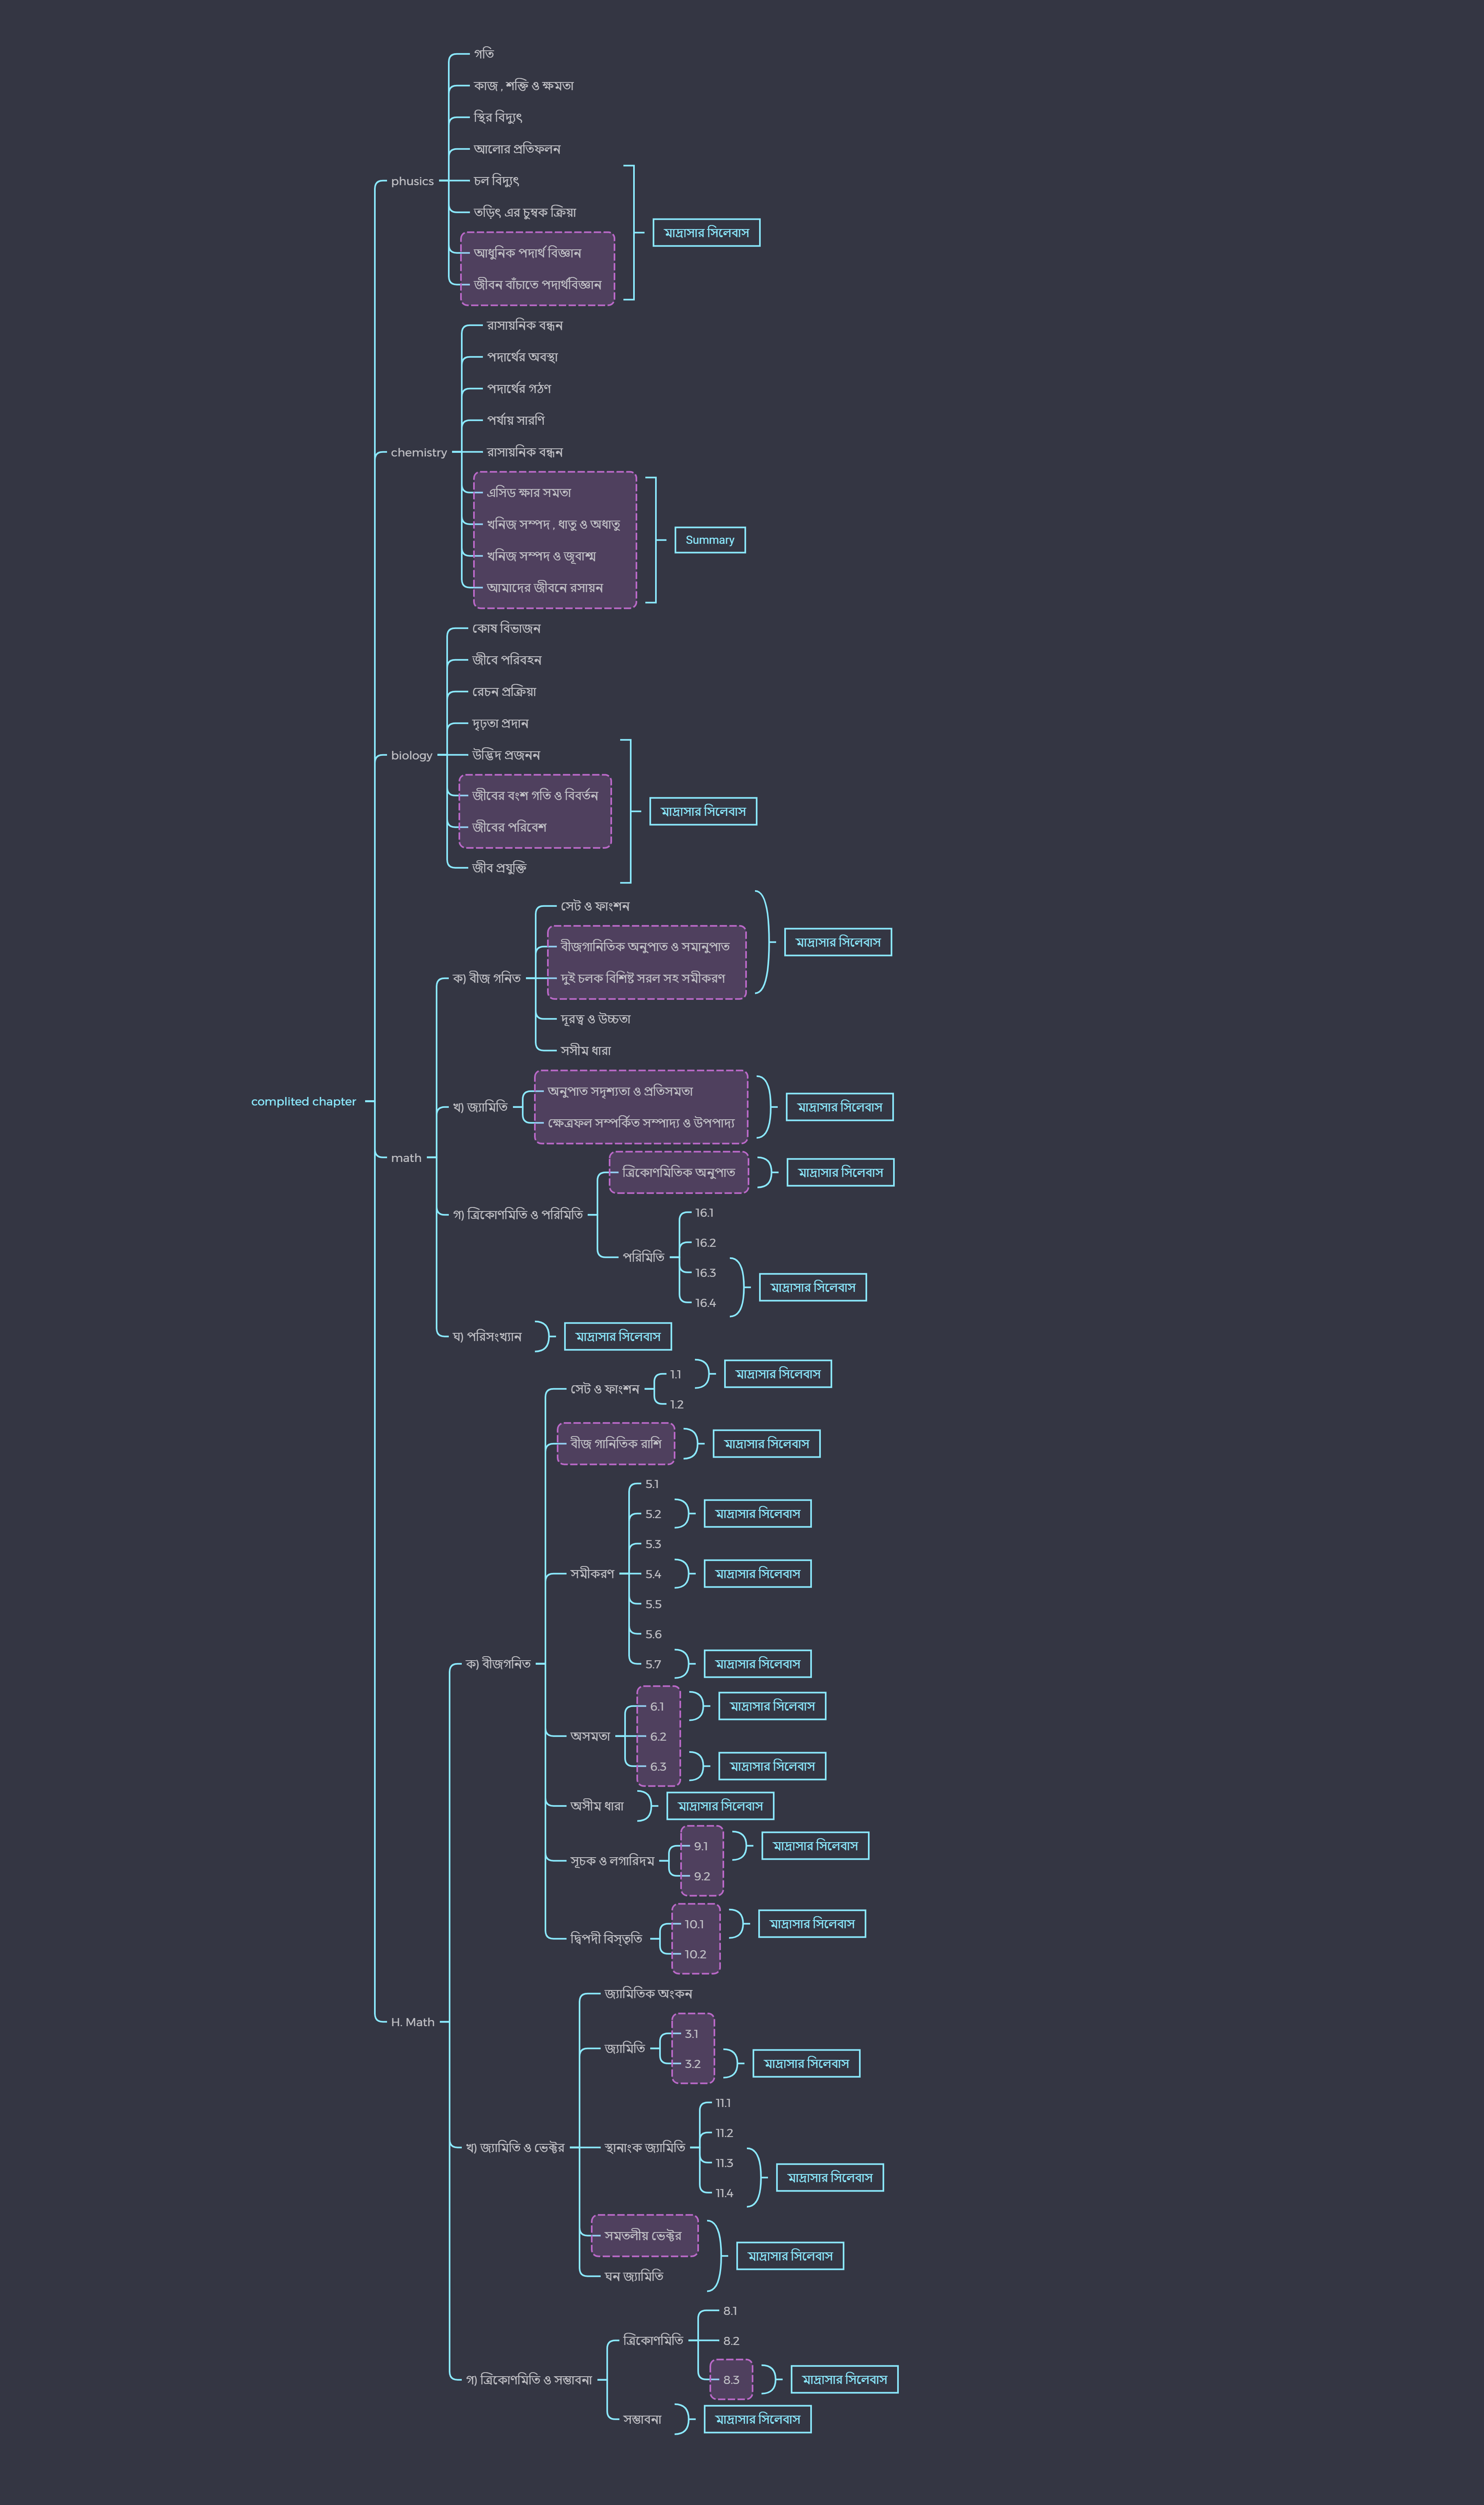 গতি
কাজ , শক্তি ও ক্ষমতা
স্থির বিদ্যুৎ
আলোর প্রতিফলন
phusics
চল বিদ্যুৎ
তড়িৎ এর চুম্বক ক্রিয়া
মাদ্রাসার সিলেবাস
আধুনিক পদার্থ বিজ্ঞান
জীবন বাঁচাতে পদার্থবিজ্ঞান
রাসায়নিক বন্ধন
পদার্থের অবস্থা
পদার্থের গঠণ
পর্যায় সারণি
chemistry
রাসায়নিক বন্ধন
এসিড ক্ষার সমতা
খনিজ সম্পদ , ধাতু ও অধাতু
Summary
খনিজ সম্পদ ও জূবাশ্ম
আমাদের জীবনে রসায়ন
কোষ বিভাজন
জীবে পরিবহন
রেচন প্রক্রিয়া
দৃঢ়তা প্রদান
biology
উদ্ভিদ প্রজনন
জীবের বংশ গতি ও বিবর্তন
মাদ্রাসার সিলেবাস
জীবের পরিবেশ
জীব প্রযুক্তি
সেট ও ফাংশন
মাদ্রাসার সিলেবাস
বীজগানিতিক অনুপাত ও সমানুপাত
ক) বীজ গনিত
দুই চলক বিশিষ্ট সরল সহ সমীকরণ
দূরত্ব ও উচ্চতা
সসীম ধারা
অনুপাত সদৃশ্যতা ও প্রতিসমতা
complited chapter
খ) জ্যামিতি
মাদ্রাসার সিলেবাস
ক্ষেত্রফল সম্পর্কিত সম্পাদ্য ও উপপাদ্য
math
ত্রিকোণমিতিক অনুপাত
মাদ্রাসার সিলেবাস
গ) ত্রিকোণমিতি ও পরিমিতি
16.1
16.2
পরিমিতি
16.3
মাদ্রাসার সিলেবাস
16.4
ঘ) পরিসংখ্যান
মাদ্রাসার সিলেবাস
সেট ও ফাংশন
1.1
মাদ্রাসার সিলেবাস
1.2
বীজ গানিতিক রাশি
মাদ্রাসার সিলেবাস
5.1
5.2
মাদ্রাসার সিলেবাস
5.3
সমীকরণ
5.4
মাদ্রাসার সিলেবাস
5.5
5.6
ক) বীজগনিত
5.7
মাদ্রাসার সিলেবাস
6.1
মাদ্রাসার সিলেবাস
অসমতা
6.2
6.3
মাদ্রাসার সিলেবাস
অসীম ধারা
মাদ্রাসার সিলেবাস
9.1
মাদ্রাসার সিলেবাস
সূচক ও লগারিদম
9.2
10.1
মাদ্রাসার সিলেবাস
দ্বিপদী বিস্তৃতি
10.2
জ্যামিতিক অংকন
H. Math
3.1
জ্যামিতি
3.2
মাদ্রাসার সিলেবাস
11.1
11.2
খ) জ্যামিতি ও ভেক্টর
স্থানাংক জ্যামিতি
11.3
মাদ্রাসার সিলেবাস
11.4
সমতলীয় ভেক্টর
মাদ্রাসার সিলেবাস
ঘন জ্যামিতি
8.1
ত্রিকোণমিতি
8.2
গ) ত্রিকোণমিতি ও সম্ভাবনা
8.3
মাদ্রাসার সিলেবাস
সম্ভাবনা
মাদ্রাসার সিলেবাস